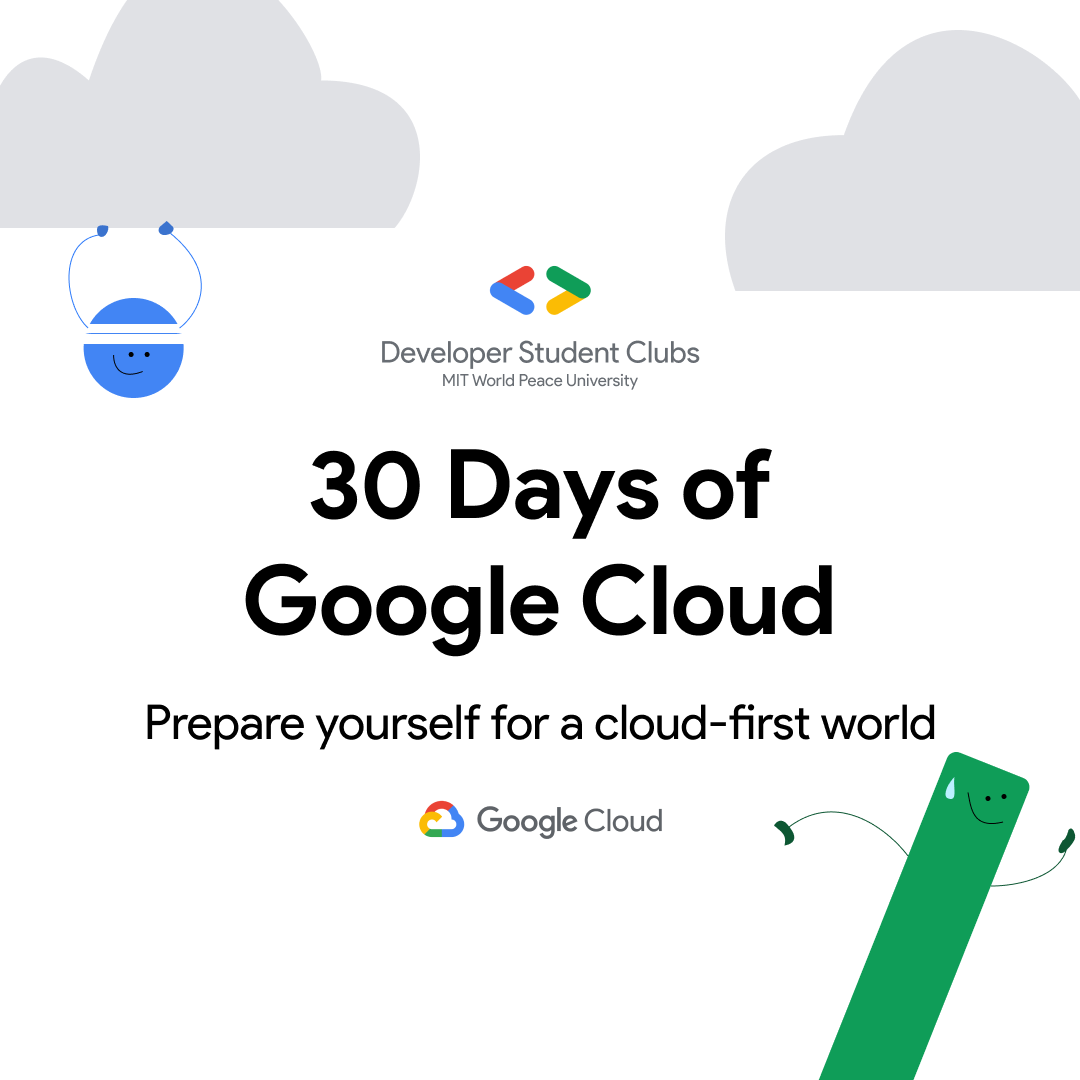 Developer Student Clubs
MIT World Peace University
30 Days of
Google Cloud
Prepare yourself for a cloud-first world
Google Cloud